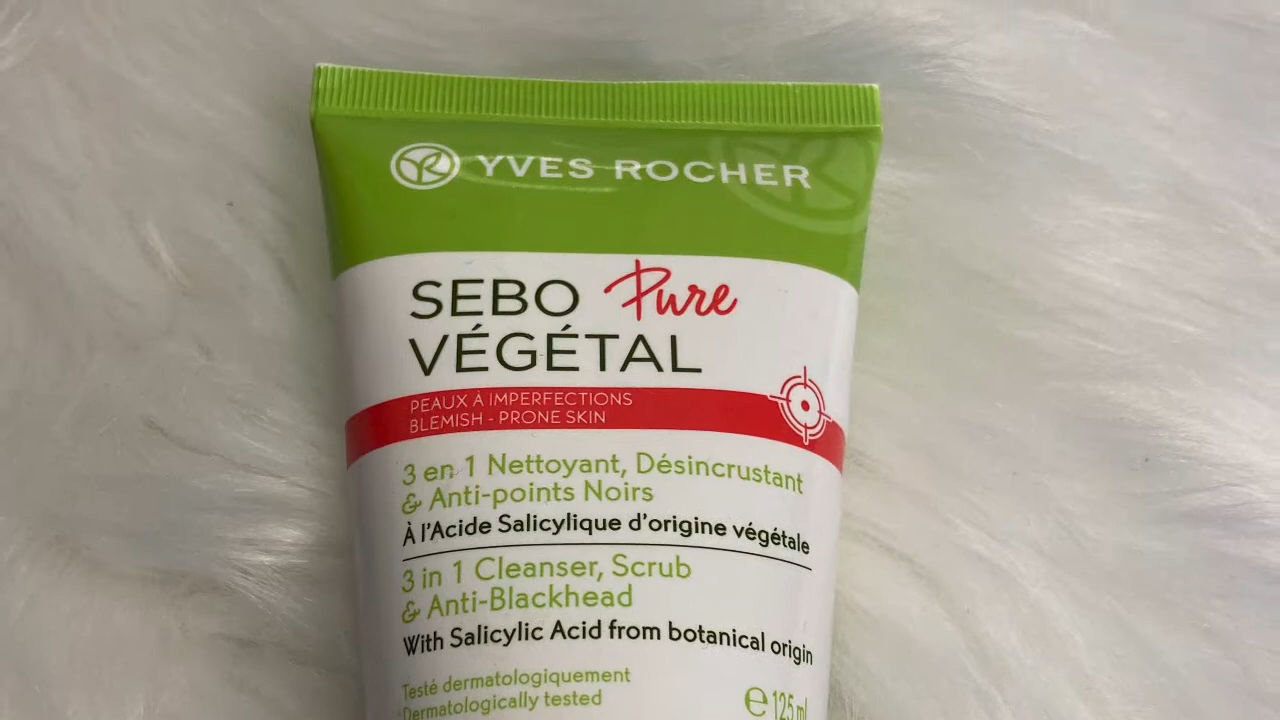 YVES ROCHER
SEBO Pure
VÉGÉTAL
PEAUX À IMPERFECTIONS
BLEMISH - PRONE SKIN
3 en 1 Nettoyant, Désincrustant
& Anti-points Noirs
À l'Acide Salicylique d'origine végétale
3 in 1 Cleanser, Scrub
& Anti-Blackhead
With Salicylic Acid from botanical origin
Testé dermatologiquement
Dermatologically tested
℮ 125 ml